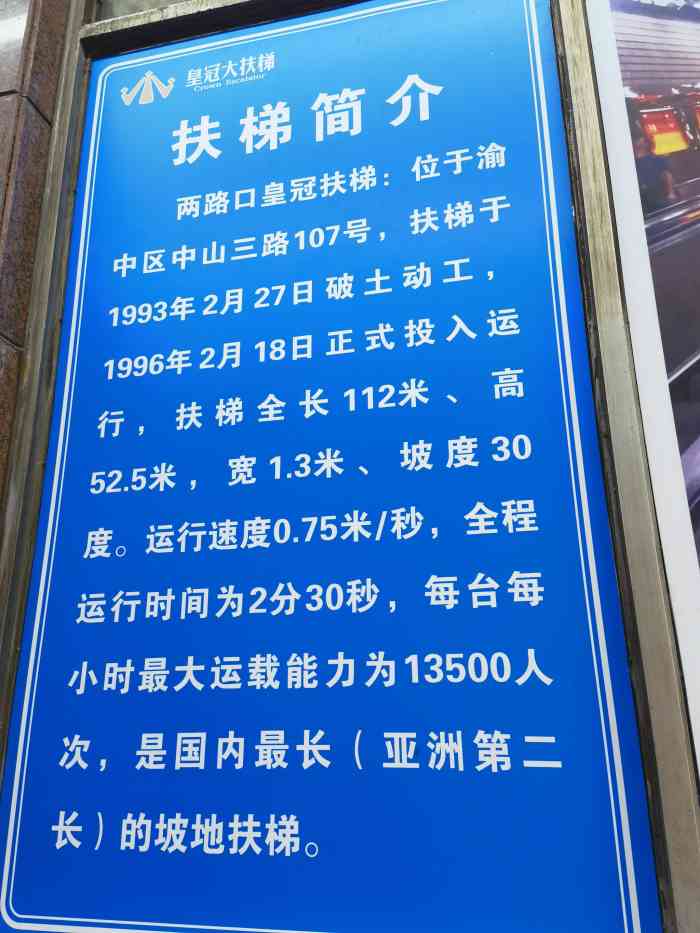 皇冠大扶梯
Crown Escalator
扶梯简介
两路口皇冠扶梯：位于渝
中区中山三路107号，扶梯于
1993年2月27日破土动工，
1996年2月18日正式投入运
行，扶梯全长112米、高
52.5米，宽1.3米、坡度30
度。运行速度0.75米/秒，全程
运行时间为2分30秒，每台每
小时最大运载能力为13500人
次，是国内最长（亚洲第二
长）的坡地扶梯。